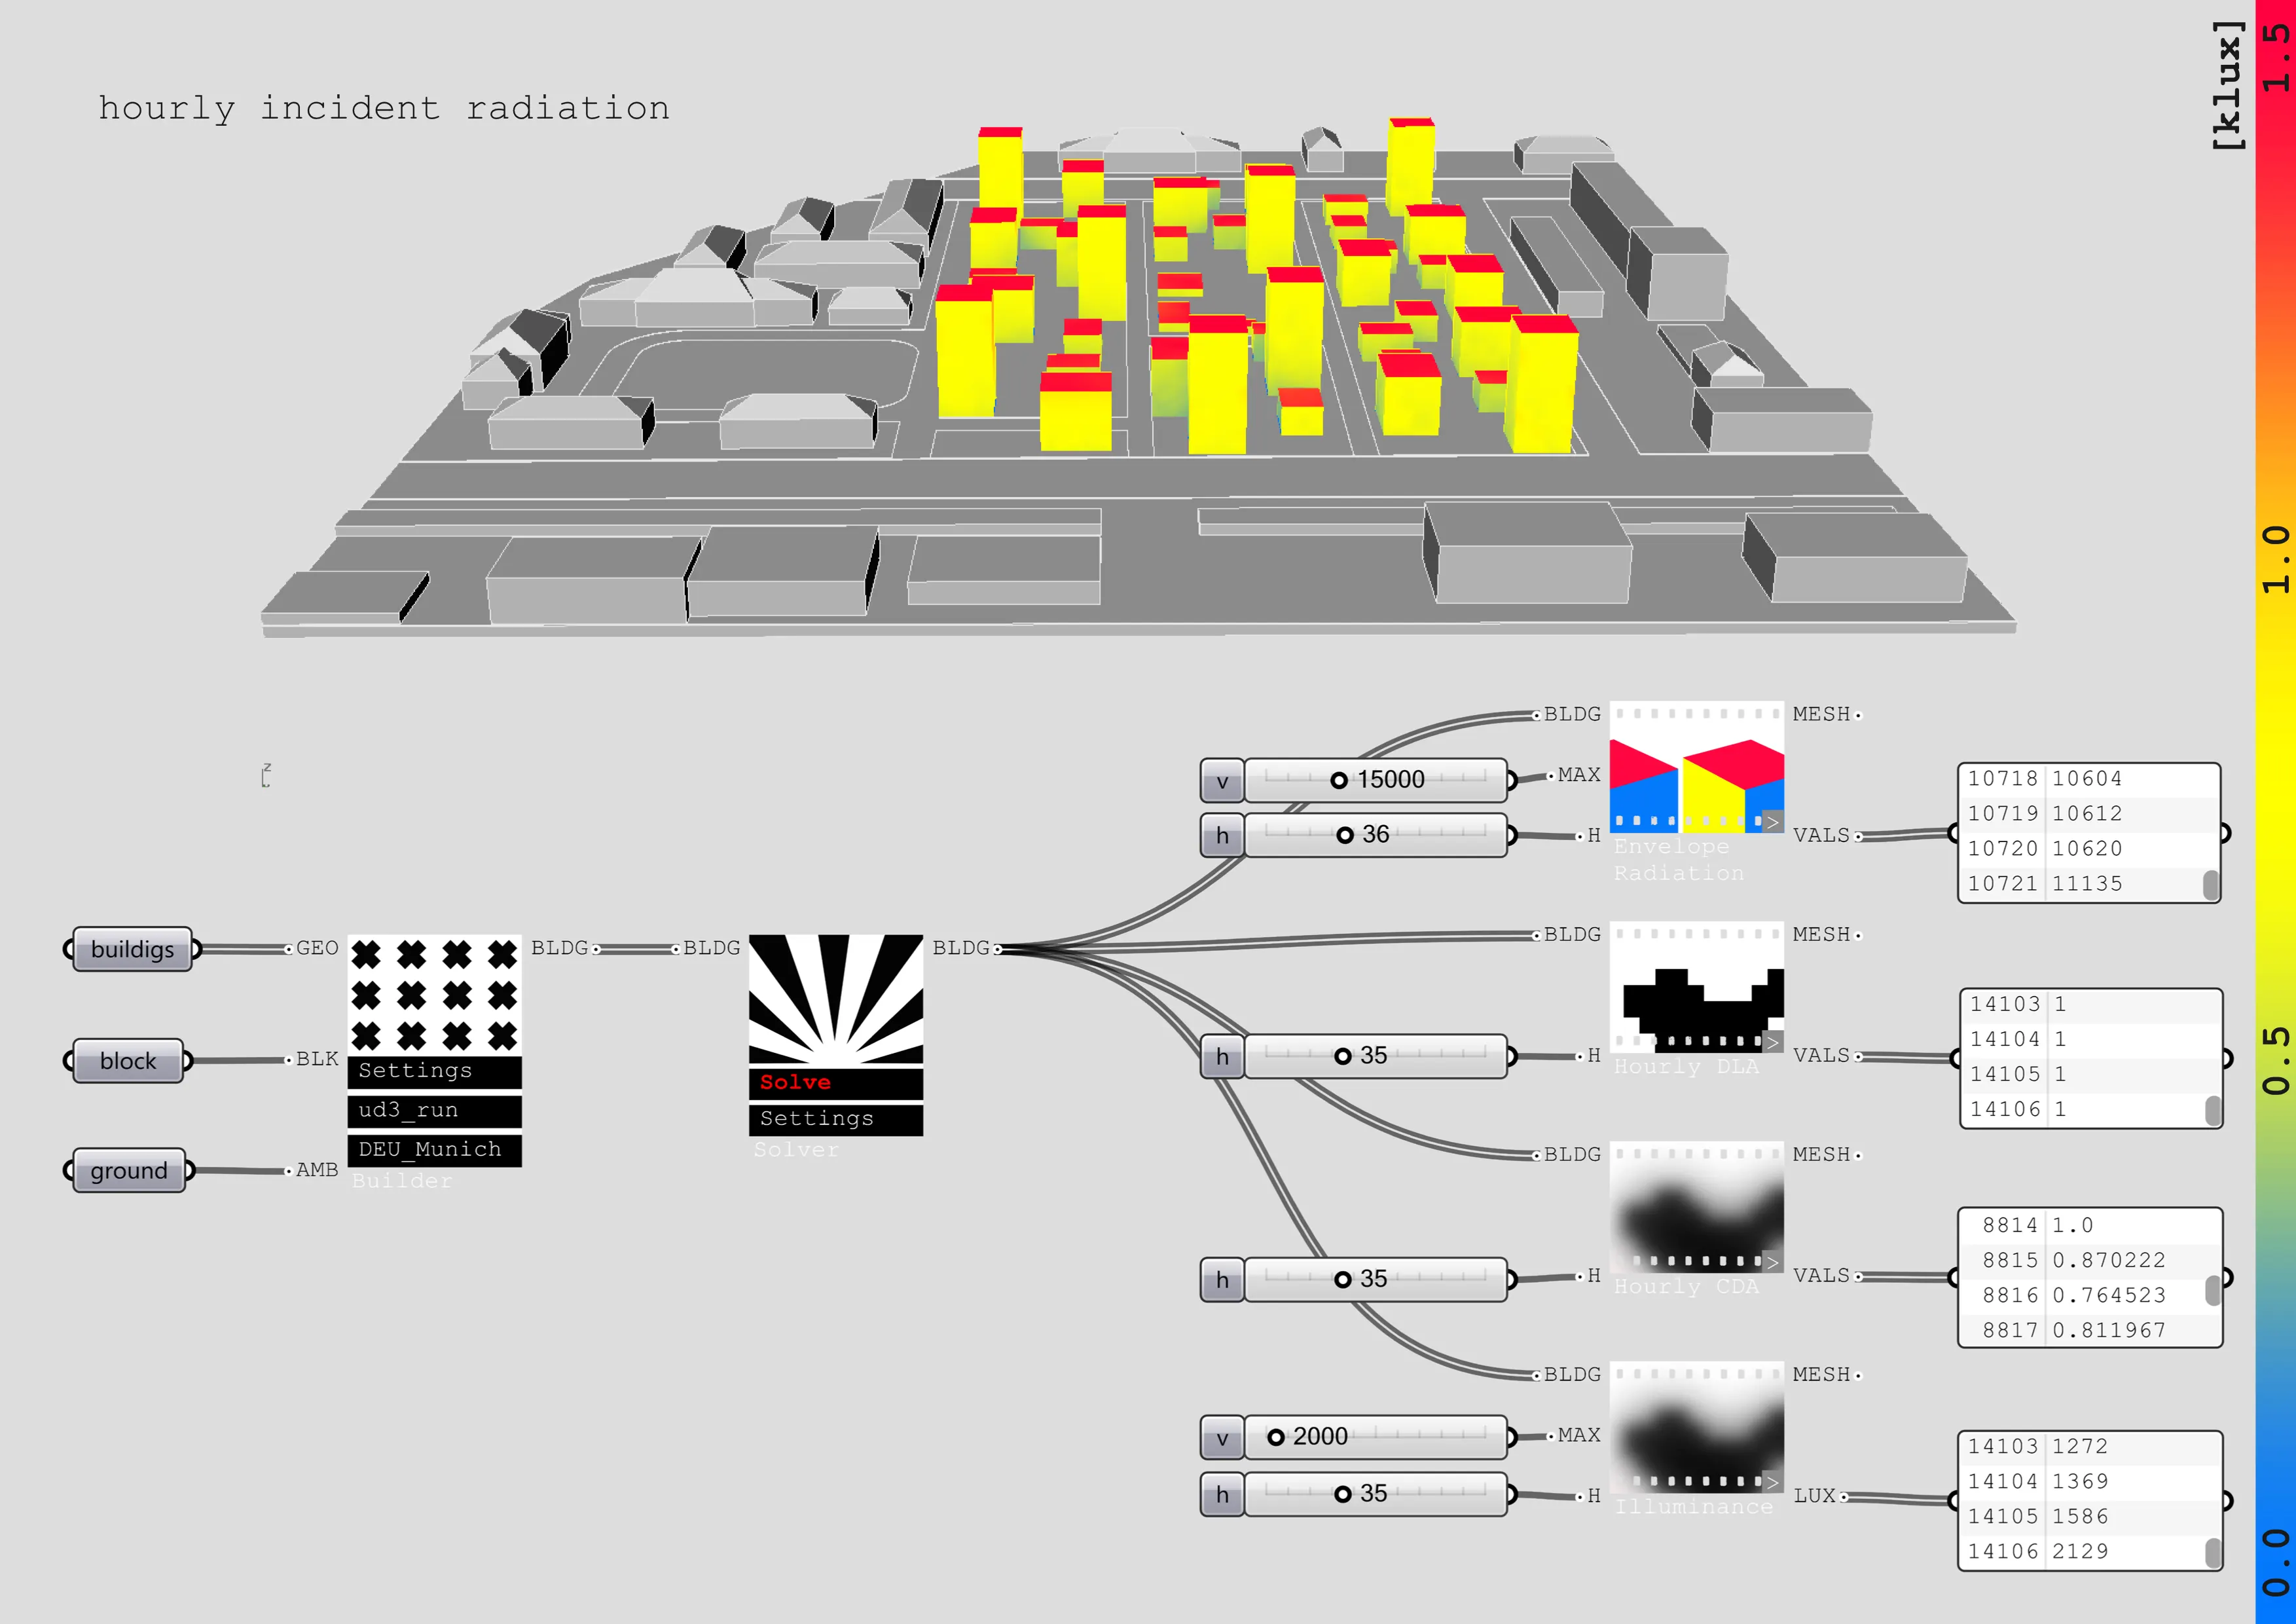 hourly incident radiation
[klux]
1.5
1.0
0.5
0.0
z
buildigs
block
ground
GEO
BLK
AMB
Settings
ud3_run
DEU_Munich
Builder
BLDG
BLDG
Solve
Settings
Solver
BLDG
BLDG
v 15000
MAX
h 36
H
Envelope
Radiation
MESH
VALS
10718 10604
10719 10612
10720 10620
10721 11135
BLDG
h 35
H
>
Hourly DLA
MESH
VALS
14103 1
14104 1
14105 1
14106 1
BLDG
h 35
H
>
Hourly CDA
MESH
VALS
8814 1.0
8815 0.870222
8816 0.764523
8817 0.811967
BLDG
v 2000
MAX
h 35
H
>
Illuminance
MESH
LUX
14103 1272
14104 1369
14105 1586
14106 2129